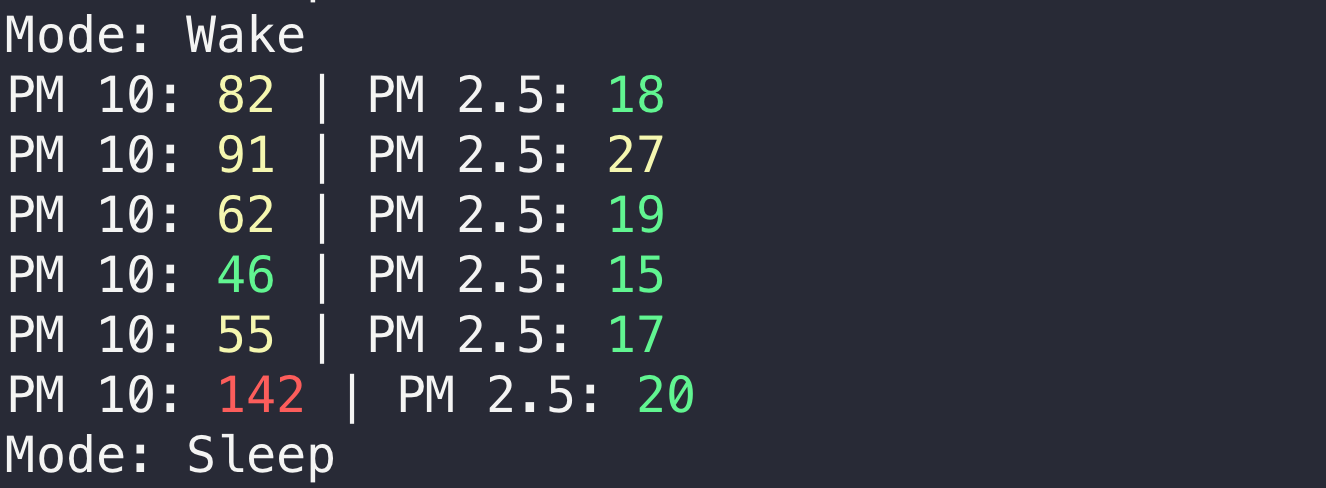 Mode: Wake
PM 10: 82 | PM 2.5: 18
PM 10: 91 | PM 2.5: 27
PM 10: 62 | PM 2.5: 19
PM 10: 46 | PM 2.5: 15
PM 10: 55 | PM 2.5: 17
PM 10: 142 | PM 2.5: 20
Mode: Sleep